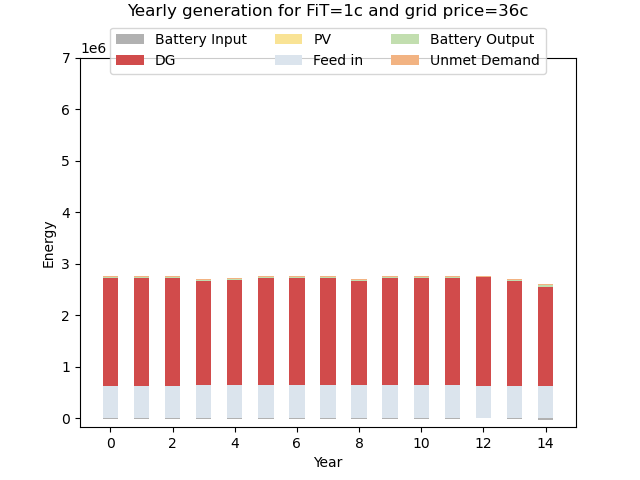 Yearly generation for FiT=1c and grid price=36c
Battery Input PV Battery Output
DG Feed in Unmet Demand
1e6
7
6
5
4
3
2
1
0
Energy
0 2 4 6 8 10 12 14
Year